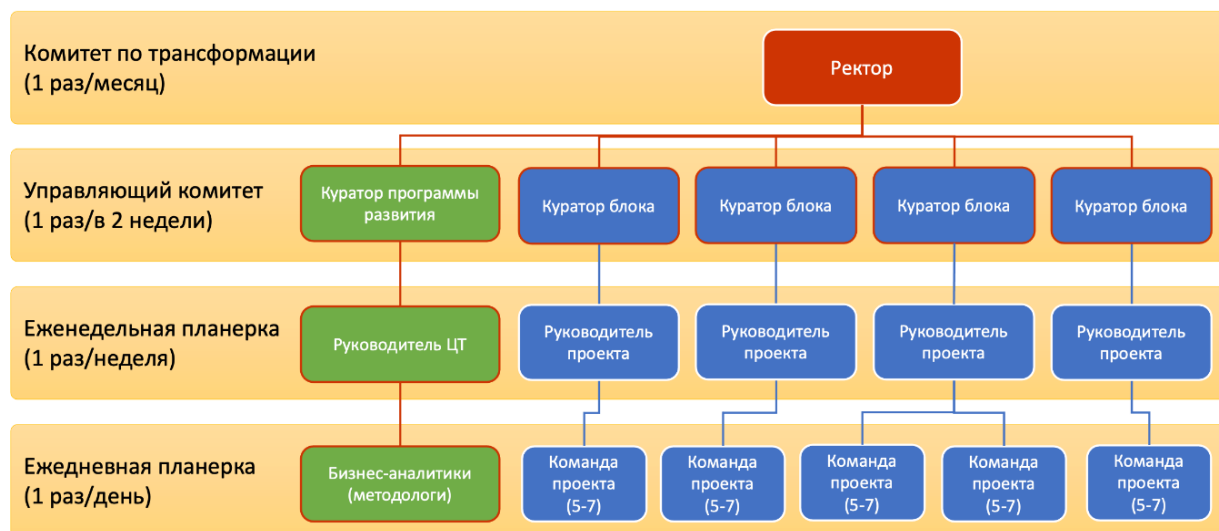 Комитет по трансформации
(1 раз/месяц)
Ректор
Управляющий комитет
(1 раз/в 2 недели)
Куратор программы
развития
Куратор блока
Куратор блока
Куратор блока
Куратор блока
Еженедельная планерка
(1 раз/неделя)
Руководитель ЦТ
Руководитель
проекта
Руководитель
проекта
Руководитель
проекта
Руководитель
проекта
Ежедневная планерка
(1 раз/день)
Бизнес-аналитики
(методологи)
Команда
проекта
(5-7)
Команда
проекта
(5-7)
Команда
проекта
(5-7)
Команда
проекта
(5-7)
Команда
проекта
(5-7)